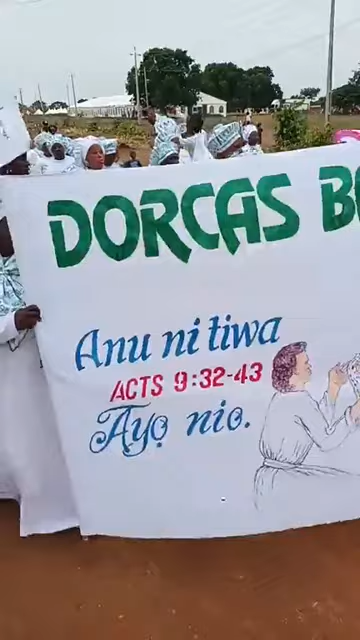 DORCAS B
Anu ni tiwa
ACTS 9:32-43
Ayọ nio.